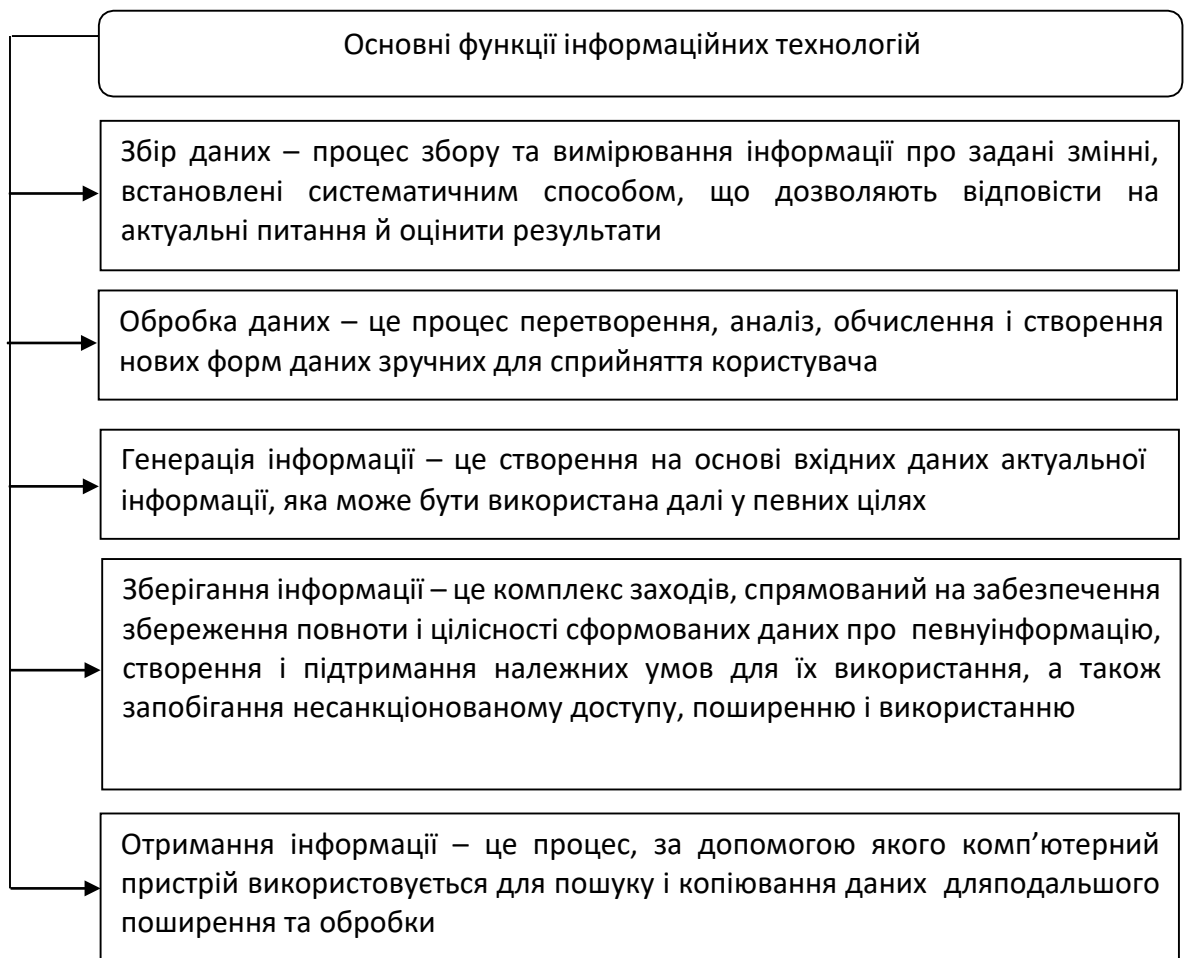 Основні функції інформаційних технологій
Збір даних – процес збору та вимірювання інформації про задані змінні,
встановлені систематичним способом, що дозволяють відповісти на
актуальні питання й оцінити результати
Обробка даних – це процес перетворення, аналіз, обчислення і створення
нових форм даних зручних для сприйняття користувача
Генерація інформації – це створення на основі вхідних даних актуальної
інформації, яка може бути використана далі у певних цілях
Зберігання інформації – це комплекс заходів, спрямований на забезпечення
збереження повноти і цілісності сформованих даних про певнуінформацію,
створення і підтримання належних умов для їх використання, а також
запобігання несанкціонованому доступу, поширенню і використанню
Отримання інформації – це процес, за допомогою якого комп’ютерний
пристрій використовується для пошуку і копіювання даних дляподальшого
поширення та обробки